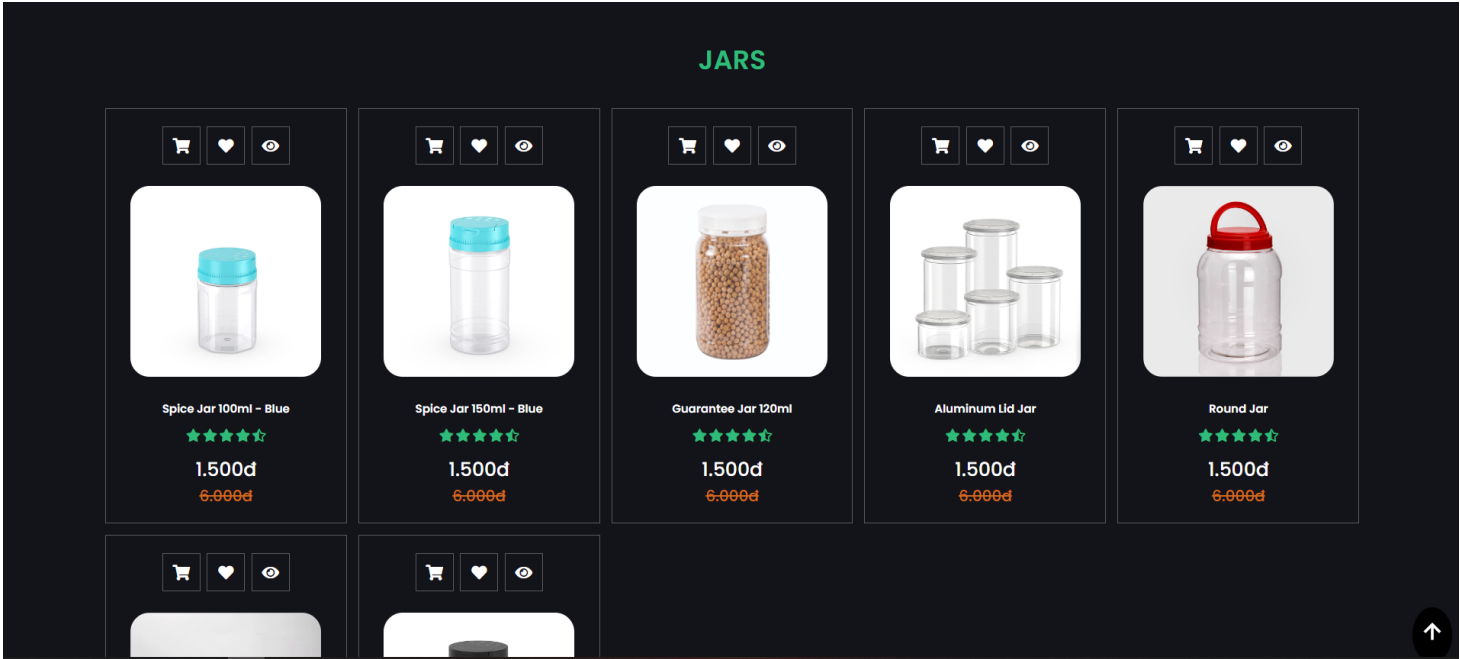 JARS
Spice Jar 100ml - Blue
Spice Jar 150ml - Blue
Guarantee Jar 120ml
Aluminum Lid Jar
Round Jar
1.500đ
1.500đ
1.500đ
1.500đ
1.500đ
6.000đ
6.000đ
6.000đ
6.000đ
6.000đ